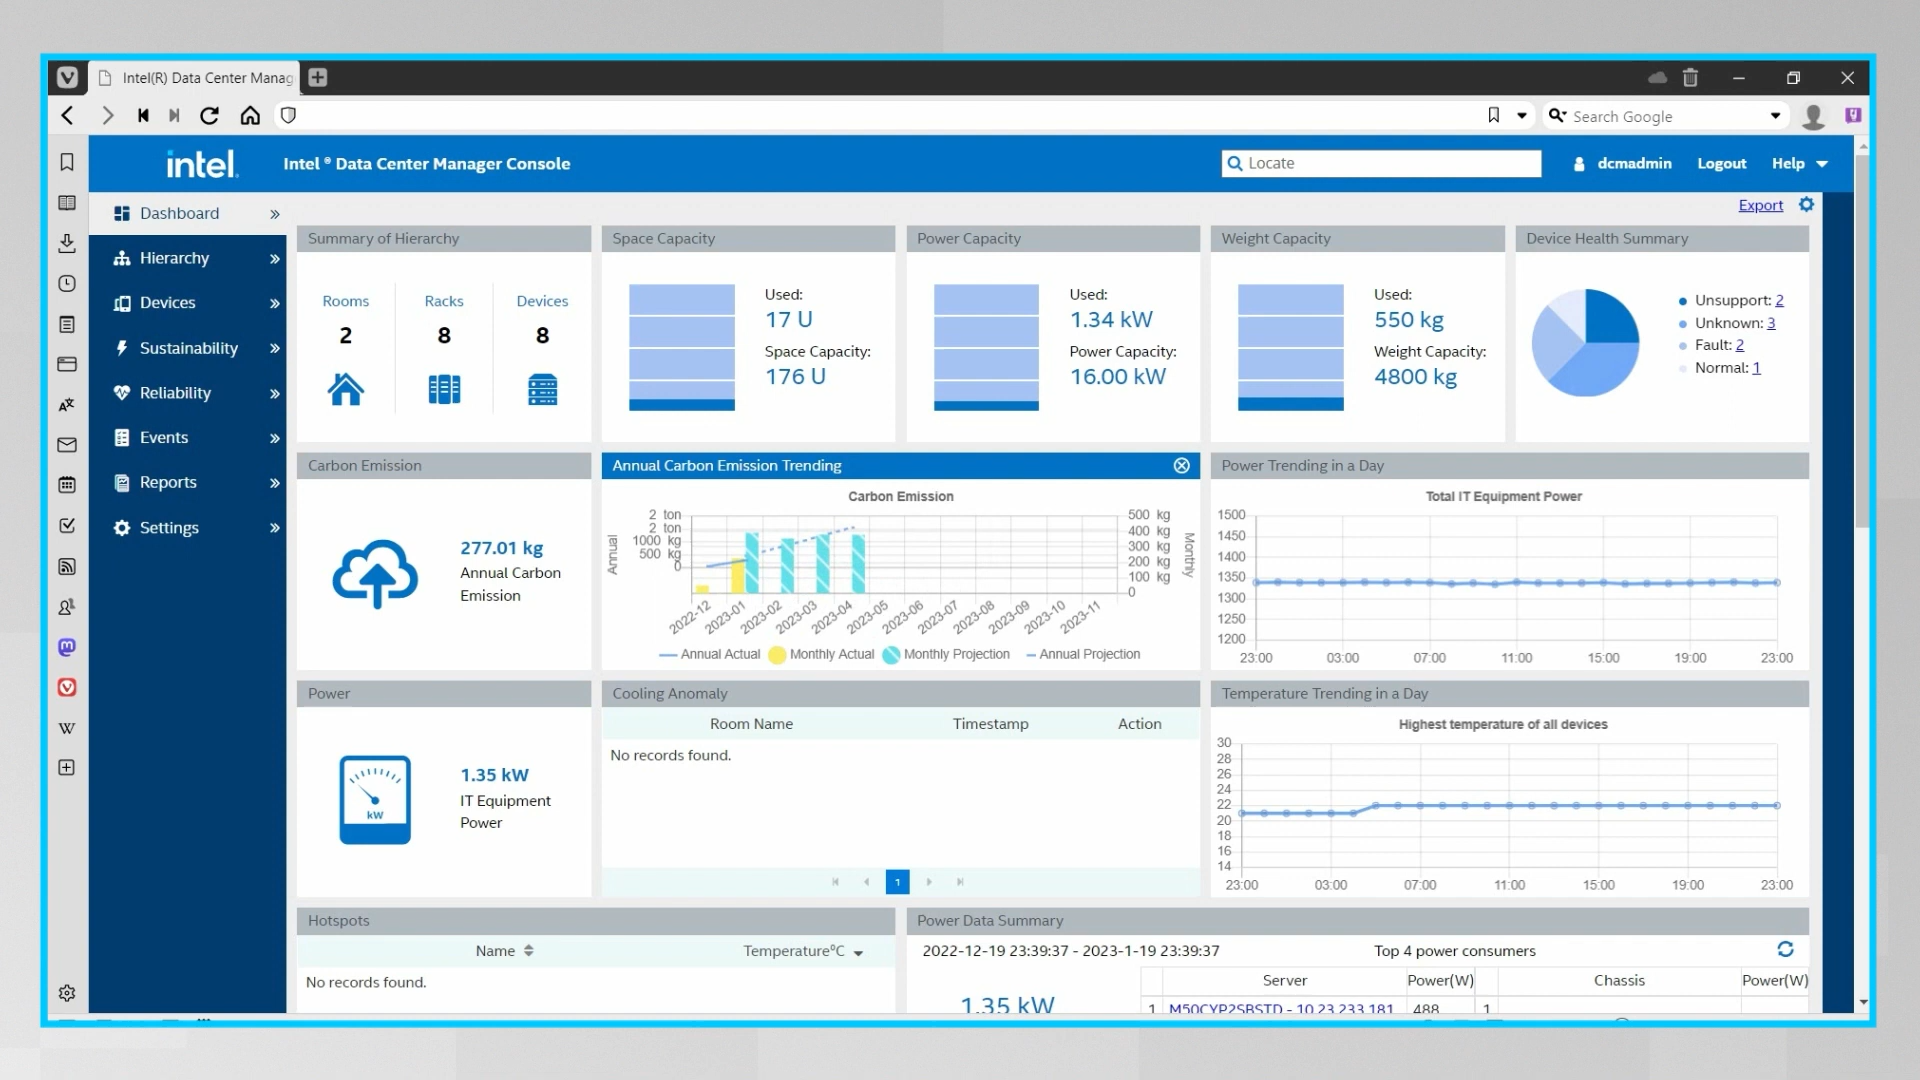 Intel(R) Data Center Manag
Search Google
intel.
Intel ® Data Center Manager Console
Locate
dcmadmin
Logout
Help
Export
Dashboard
Hierarchy
Devices
Sustainability
Reliability
Events
Reports
Settings
Summary of Hierarchy
Rooms
Racks
Devices
2
8
8
Space Capacity
Used:
17 U
Space Capacity:
176 U
Power Capacity
Used:
1.34 kW
Power Capacity:
16.00 kW
Weight Capacity
Used:
550 kg
Weight Capacity:
4800 kg
Device Health Summary
Unsupport: 2
Unknown: 3
Fault: 2
Normal: 1
Carbon Emission
277.01 kg
Annual Carbon
Emission
Annual Carbon Emission Trending
Carbon Emission
2 ton
2 ton
1000 kg
500 kg
0
Annual
500 kg
400 kg
300 kg
200 kg
100 kg
0
Monthly
2022-12
2023-01
2023-02
2023-03
2023-04
2023-05
2023-06
2023-07
2023-08
2023-09
2023-10
2023-11
Annual Actual
Monthly Actual
Monthly Projection
Annual Projection
Power Trending in a Day
Total IT Equipment Power
1500
1450
1400
1350
1300
1250
1200
23:00
03:00
07:00
11:00
15:00
19:00
23:00
Power
kW
1.35 kW
IT Equipment
Power
Cooling Anomaly
Room Name
Timestamp
Action
No records found.
1
Temperature Trending in a Day
Highest temperature of all devices
30
28
26
24
22
20
18
16
14
23:00
03:00
07:00
11:00
15:00
19:00
23:00
Hotspots
Name
Temperature⁰C
No records found.
Power Data Summary
2022-12-19 23:39:37 - 2023-1-19 23:39:37
Top 4 power consumers
1.35 kW
Server
Power(W)
Chassis
Power(W)
1
M50CYP2SBSTD - 10.23.233.181
488
1